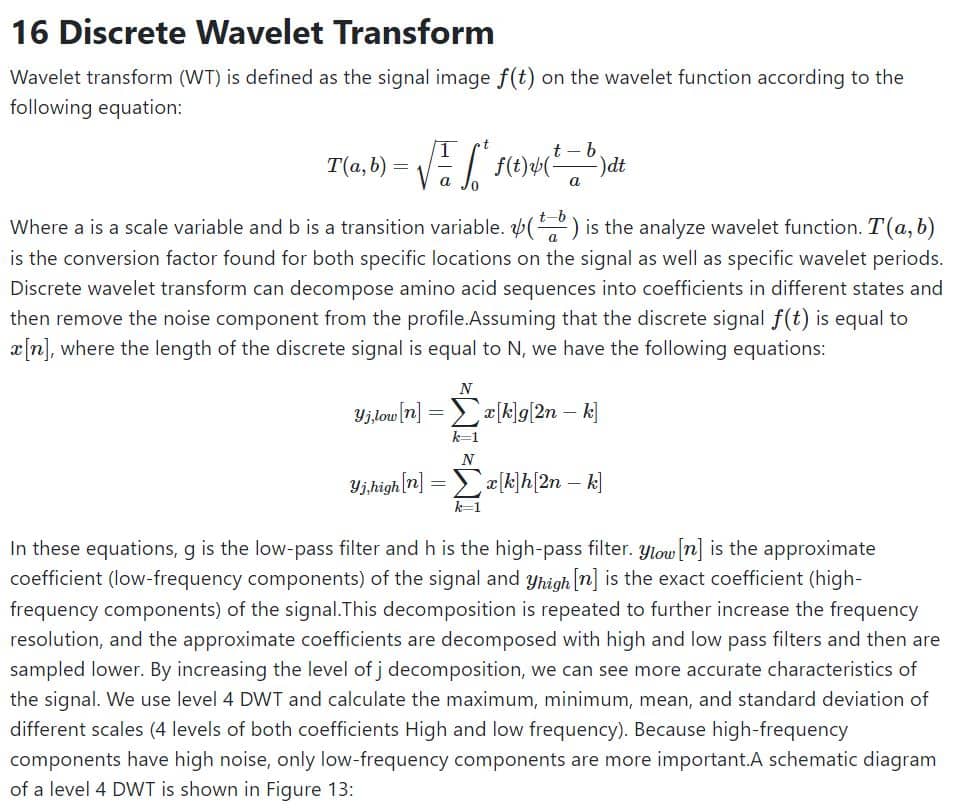 16 Discrete Wavelet Transform
Wavelet transform (WT) is defined as the signal image f(t) on the wavelet function according to the
following equation:
T(a, b) = √(1/a) ∫₀ᵗ f(t)ψ((t − b)/a)dt
Where a is a scale variable and b is a transition variable. ψ((t−b)/a) is the analyze wavelet function. T(a, b)
is the conversion factor found for both specific locations on the signal as well as specific wavelet periods.
Discrete wavelet transform can decompose amino acid sequences into coefficients in different states and
then remove the noise component from the profile.Assuming that the discrete signal f(t) is equal to
x[n], where the length of the discrete signal is equal to N, we have the following equations:
y_{j,low}[n] = ∑_{k=1}^{N} x[k]g[2n − k]
y_{j,high}[n] = ∑_{k=1}^{N} x[k]h[2n − k]
In these equations, g is the low-pass filter and h is the high-pass filter. y_{low}[n] is the approximate
coefficient (low-frequency components) of the signal and y_{high}[n] is the exact coefficient (high-
frequency components) of the signal.This decomposition is repeated to further increase the frequency
resolution, and the approximate coefficients are decomposed with high and low pass filters and then are
sampled lower. By increasing the level of j decomposition, we can see more accurate characteristics of
the signal. We use level 4 DWT and calculate the maximum, minimum, mean, and standard deviation of
different scales (4 levels of both coefficients High and low frequency). Because high-frequency
components have high noise, only low-frequency components are more important.A schematic diagram
of a level 4 DWT is shown in Figure 13: